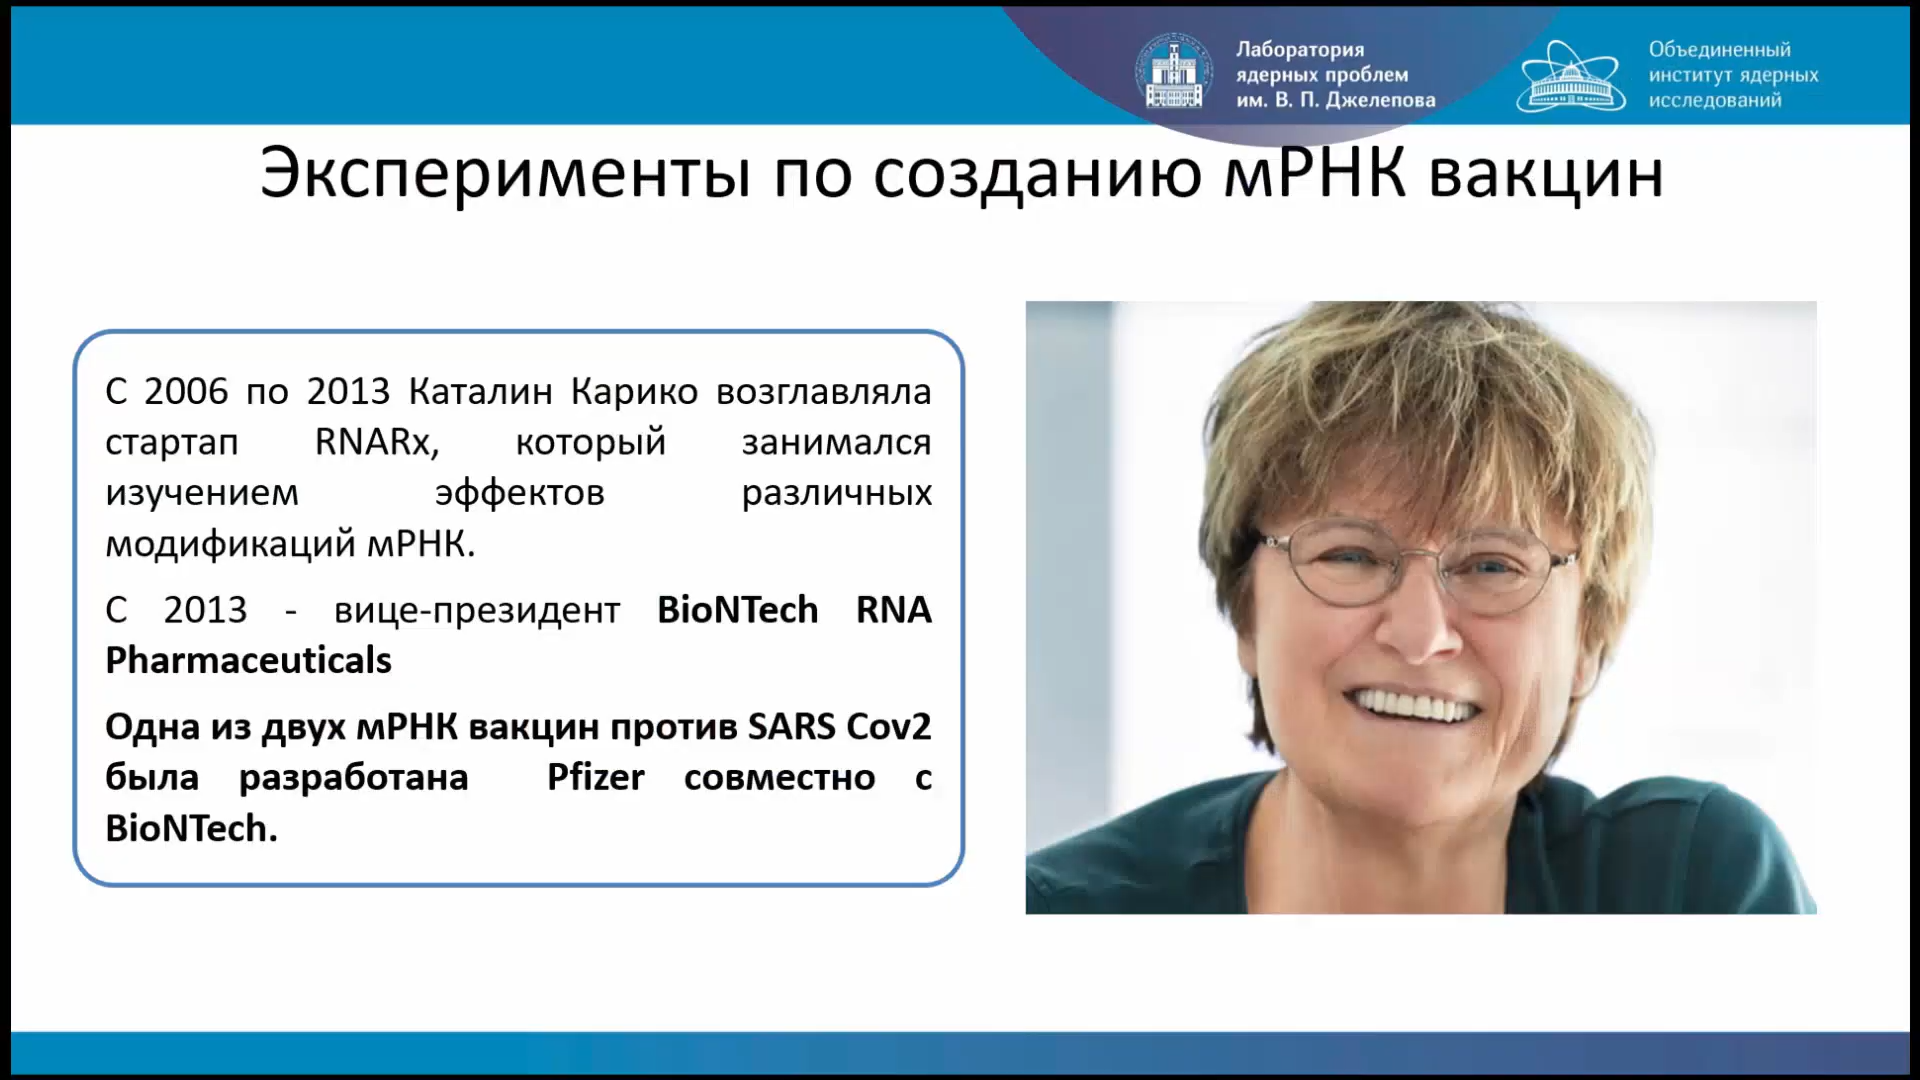 Лаборатория
ядерных проблем
им. В. П. Джелепова
Объединенный
институт ядерных
исследований
Эксперименты по созданию мРНК вакцин
С 2006 по 2013 Каталин Карико возглавляла
стартап RNARx, который занимался
изучением эффектов различных
модификаций мРНК.
С 2013 - вице-президент BioNTech RNA
Pharmaceuticals
Одна из двух мРНК вакцин против SARS Cov2
была разработана Pfizer совместно с
BioNTech.